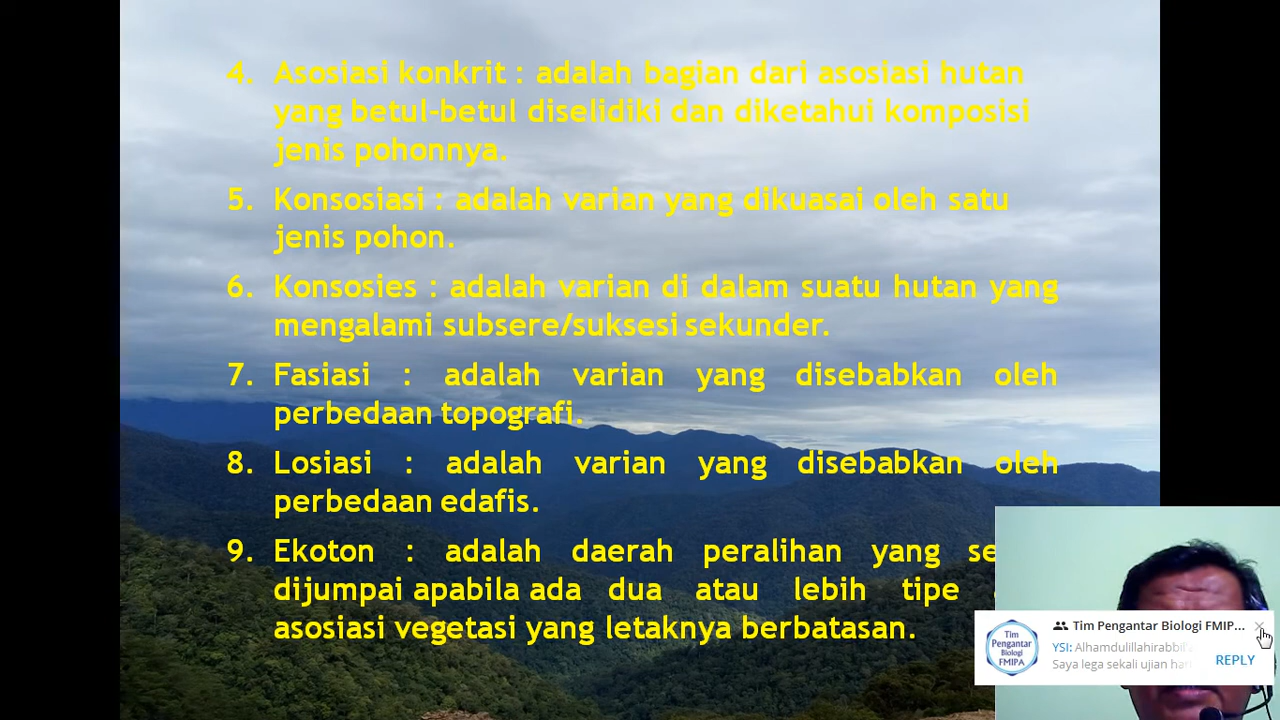 4. Asosiasi konkrit : adalah bagian dari asosiasi hutan
yang betul-betul diselidiki dan diketahui komposisi
jenis pohonnya.
5. Konsosiasi : adalah varian yang dikuasai oleh satu
jenis pohon.
6. Konsosies : adalah varian di dalam suatu hutan yang
mengalami subsere/suksesi sekunder.
7. Fasiasi : adalah varian yang disebabkan oleh
perbedaan topografi.
8. Losiasi : adalah varian yang disebabkan oleh
perbedaan edafis.
9. Ekoton : adalah daerah peralihan yang
dijumpai apabila ada dua atau lebih tipe
asosiasi vegetasi yang letaknya berbatasan.
Tim
Pengantar
Biologi
FMIPA
Tim Pengantar Biologi FMIP...
YSI:
Saya lega sekali ujian
REPLY